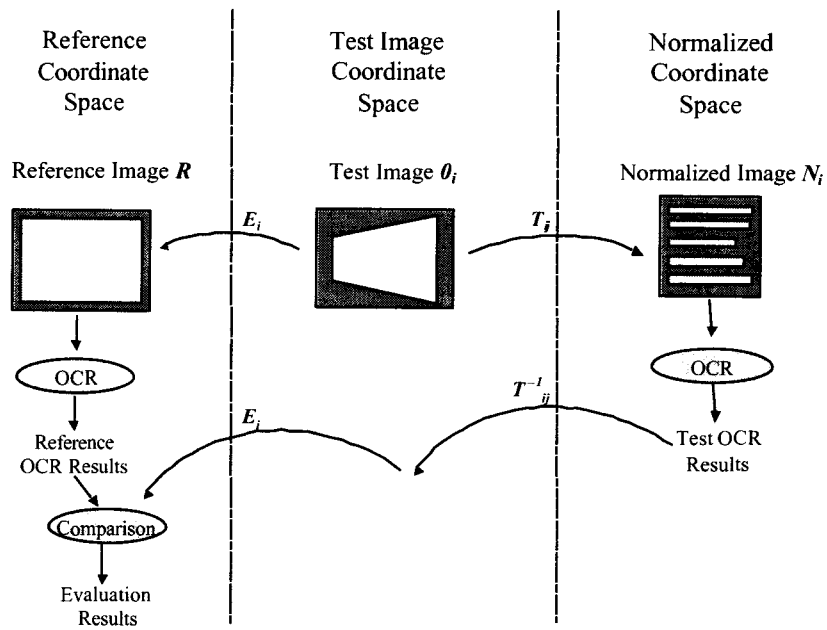 Reference
Coordinate
Space
Test Image
Coordinate
Space
Normalized
Coordinate
Space
Reference Image R
Test Image 0i
Normalized Image Ni
Ei
Tij
OCR
OCR
T⁻¹ij
Ei
Reference
OCR Results
Test OCR
Results
Comparison
Evaluation
Results